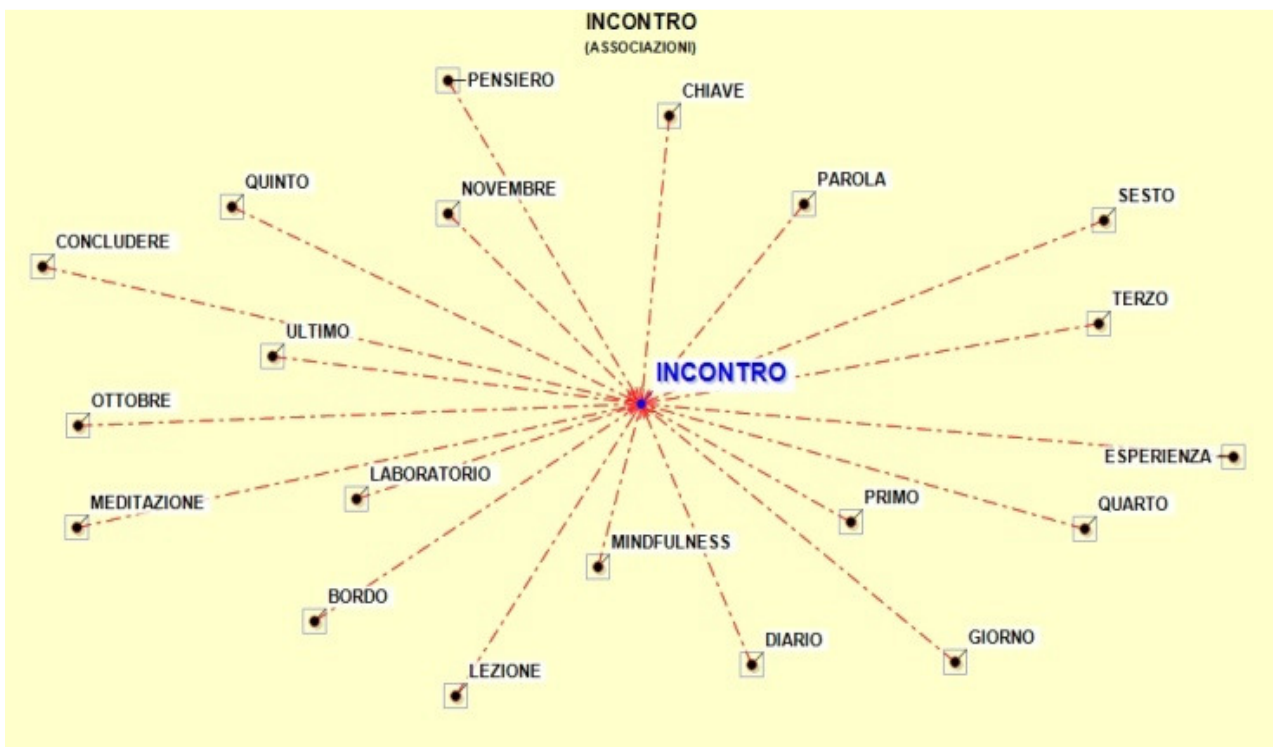 INCONTRO
(ASSOCIAZIONI)
PENSIERO
CHIAVE
QUINTO
NOVEMBRE
PAROLA
SESTO
CONCLUDERE
TERZO
ULTIMO
INCONTRO
OTTOBRE
ESPERIENZA
LABORATORIO
MEDITAZIONE
PRIMO
QUARTO
MINDFULNESS
BORDO
DIARIO
GIORNO
LEZIONE